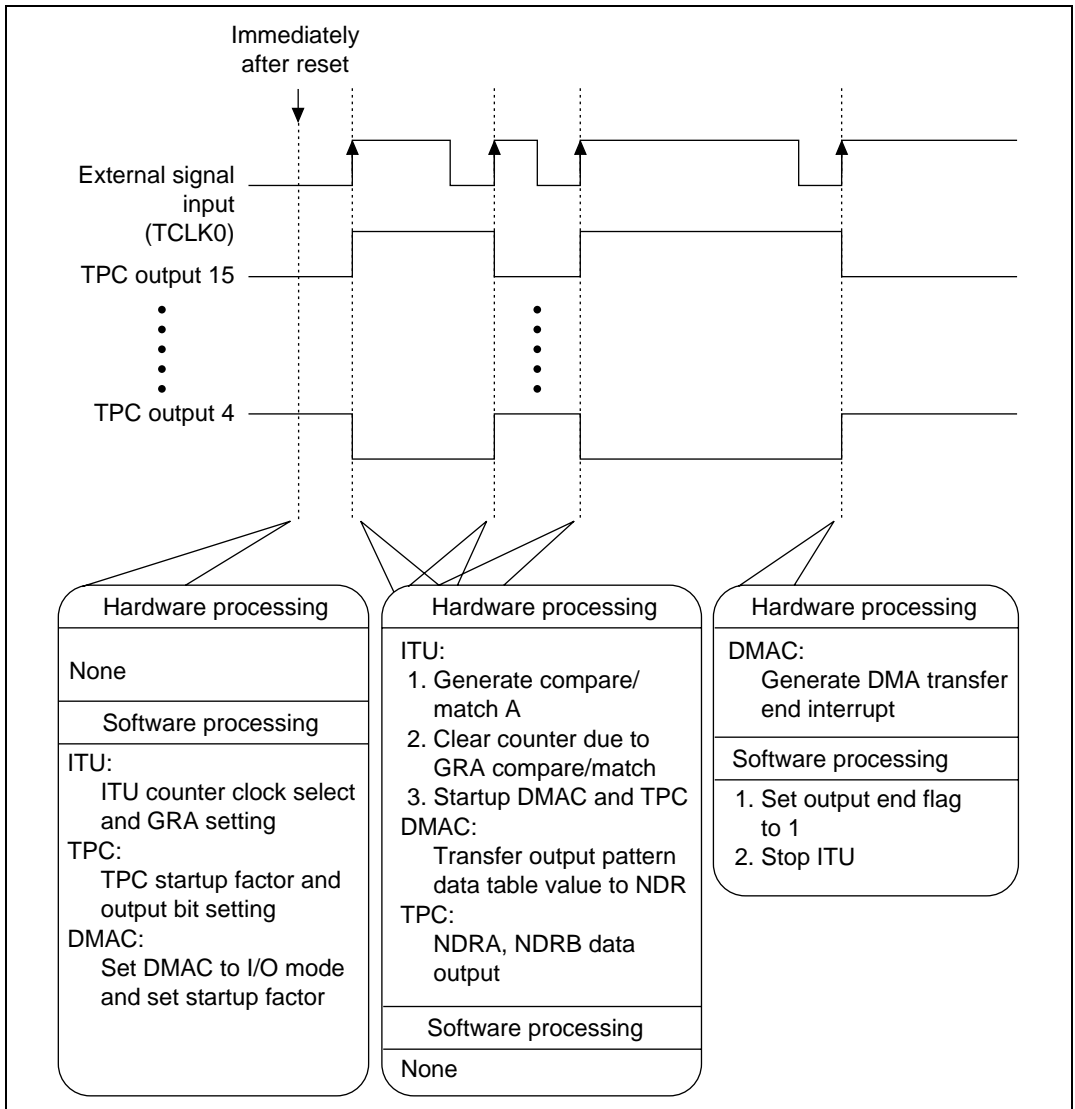 Immediately
after reset
External signal
input
(TCLK0)
TPC output 15
TPC output 4
Hardware processing
None
Software processing
ITU:
ITU counter clock select
and GRA setting
TPC:
TPC startup factor and
output bit setting
DMAC:
Set DMAC to I/O mode
and set startup factor
Hardware processing
ITU:
1. Generate compare/
match A
2. Clear counter due to
GRA compare/match
3. Startup DMAC and TPC
DMAC:
Transfer output pattern
data table value to NDR
TPC:
NDRA, NDRB data
output
Software processing
None
Hardware processing
DMAC:
Generate DMA transfer
end interrupt
Software processing
1. Set output end flag
to 1
2. Stop ITU